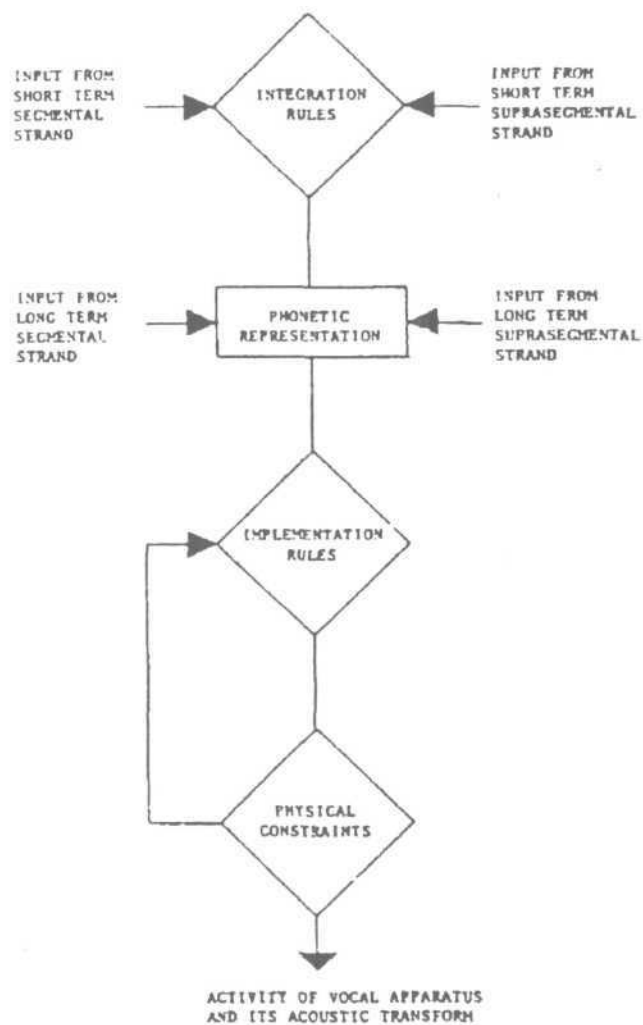 INPUT FROM
SHORT TERM
SEGMENTAL
STRAND
INTEGRATION
RULES
INPUT FROM
SHORT TERM
SUPRASEGMENTAL
STRAND
INPUT FROM
LONG TERM
SEGMENTAL
STRAND
PHONETIC
REPRESENTATION
INPUT FROM
LONG TERM
SUPRASEGMENTAL
STRAND
IMPLEMENTATION
RULES
PHYSICAL
CONSTRAINTS
ACTIVITY OF VOCAL APPARATUS
AND ITS ACOUSTIC TRANSFORM